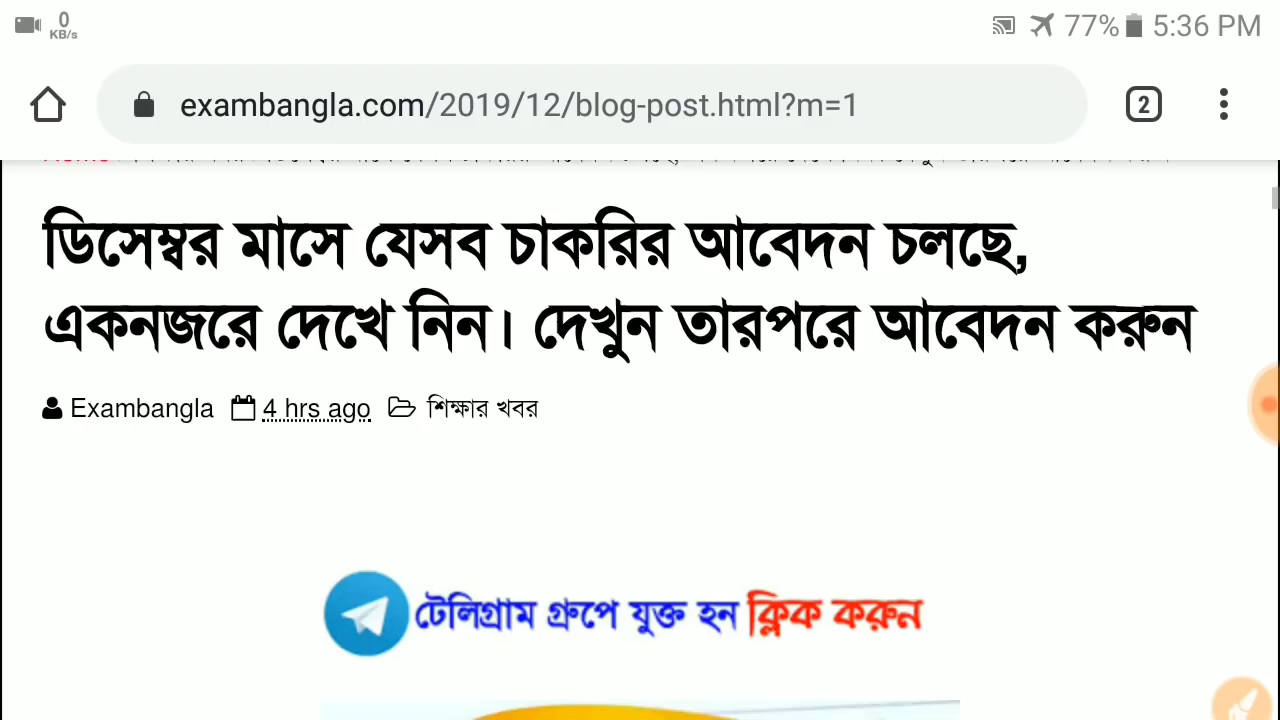 0
KB/s
77% 5:36 PM
exambangla.com/2019/12/blog-post.html?m=1
2
ডিসেম্বর মাসে যেসব চাকরির আবেদন চলছে,
একনজরে দেখে নিন। দেখুন তারপরে আবেদন করুন
Exambangla 4 hrs ago শিক্ষার খবর
টেলিগ্রাম গ্রুপে যুক্ত হন ক্লিক করুন